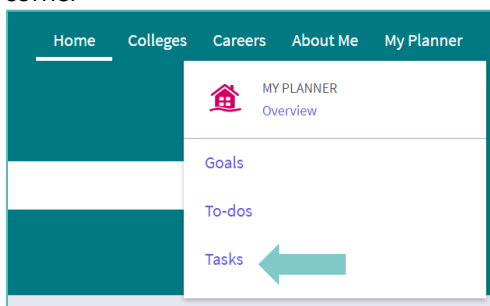 Home Colleges Careers About Me My Planner
MY PLANNER
Overview
Goals
To-dos
Tasks